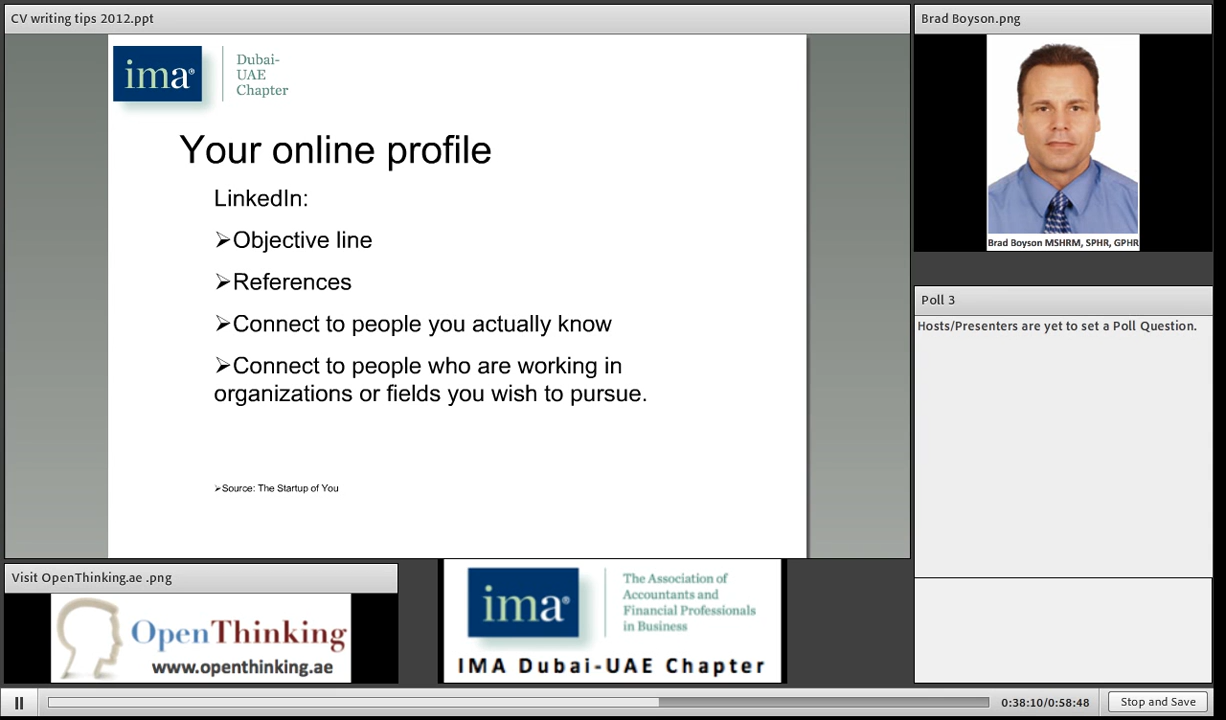 CV writing tips 2012.ppt
ima®
Dubai-
UAE
Chapter
Your online profile
LinkedIn:
➢Objective line
➢References
➢Connect to people you actually know
➢Connect to people who are working in
organizations or fields you wish to pursue.
➢Source: The Startup of You
Brad Boyson.png
Brad Boyson MSHRM, SPHR, GPHR
Poll 3
Hosts/Presenters are yet to set a Poll Question.
Visit OpenThinking.ae .png
OpenThinking
www.openthinking.ae
ima®
The Association of
Accountants and
Financial Professionals
in Business
IMA Dubai-UAE Chapter
0:38:10/0:58:48
Stop and Save